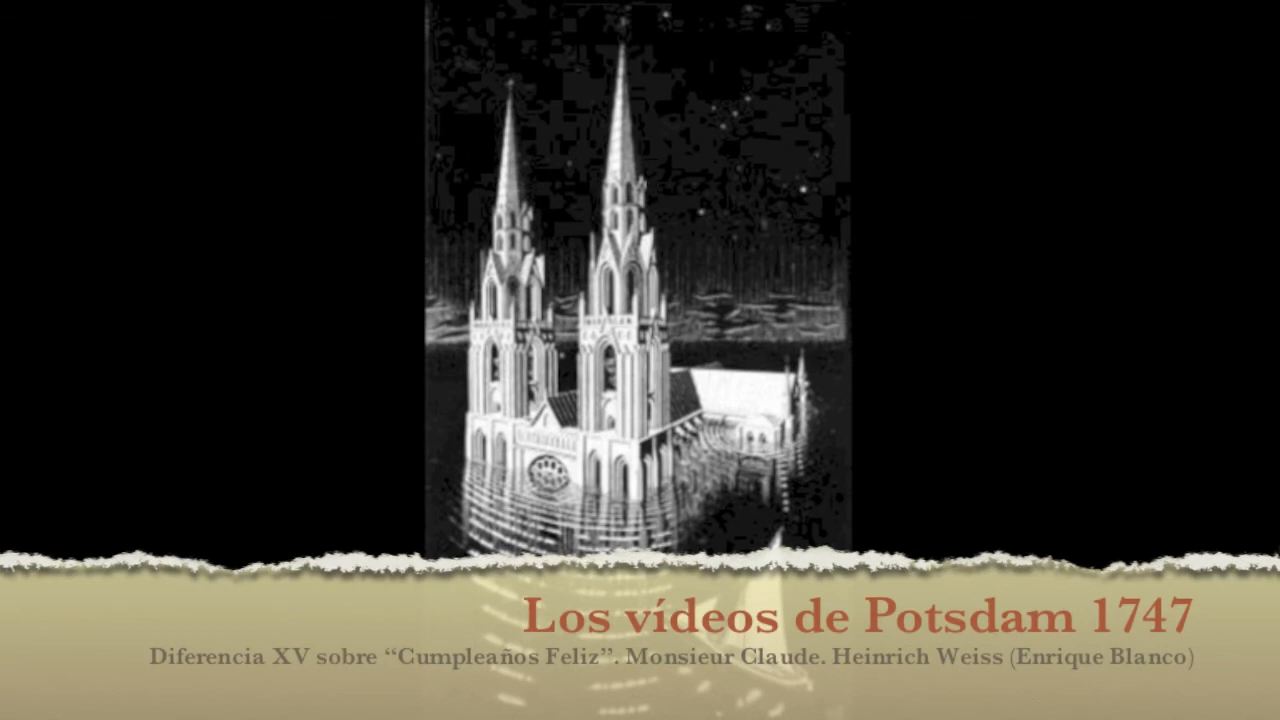 Los vídeos de Potsdam 1747
Diferencia XV sobre “Cumpleaños Feliz”. Monsieur Claude. Heinrich Weiss (Enrique Blanco)